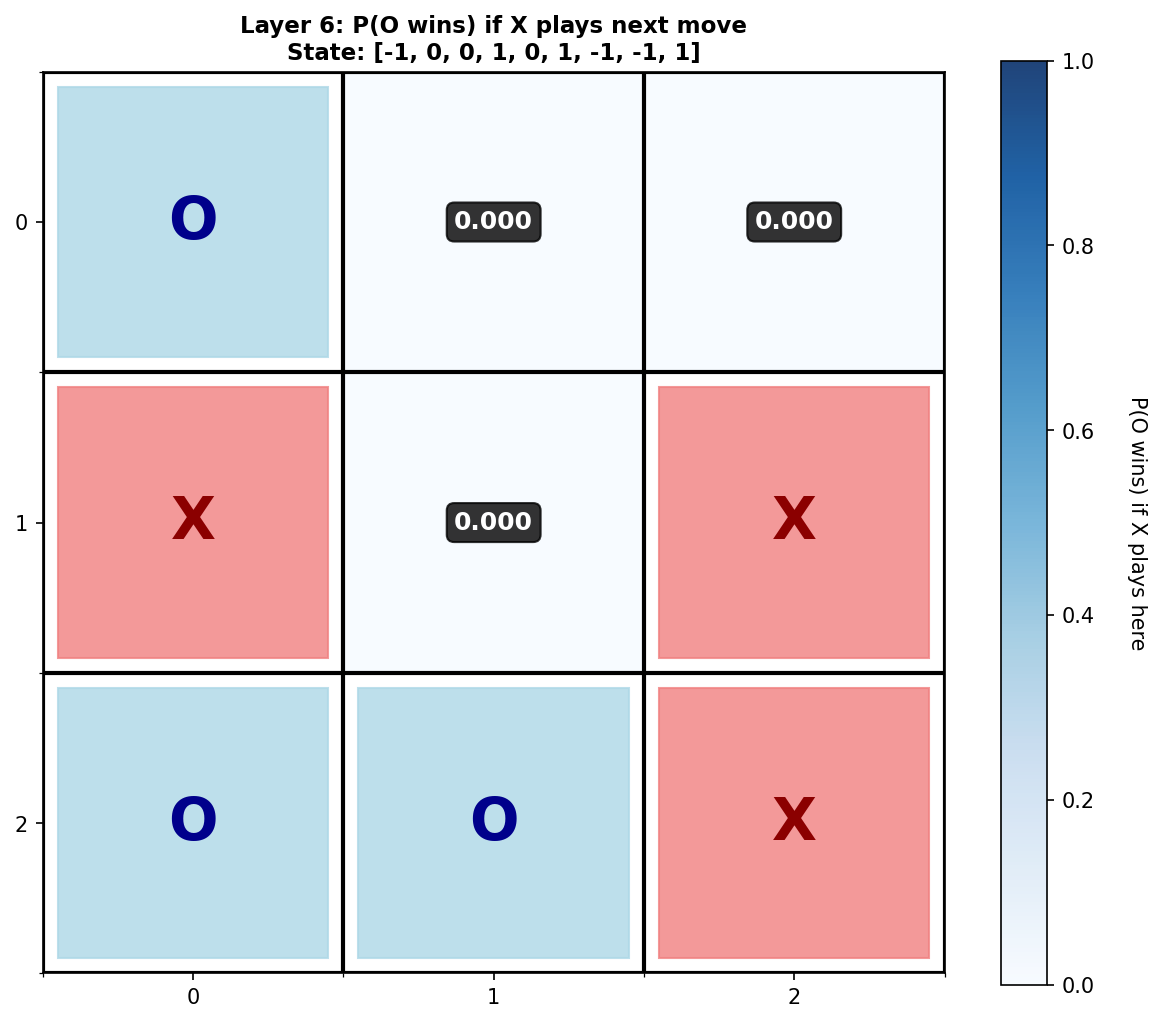 Layer 6: P(O wins) if X plays next move
State: [-1, 0, 0, 1, 0, 1, -1, -1, 1]
0
O
0.000
0.000
1
X
0.000
X
2
O
O
X
0
1
2
1.0
0.8
0.6
0.4
0.2
0.0
P(O wins) if X plays here